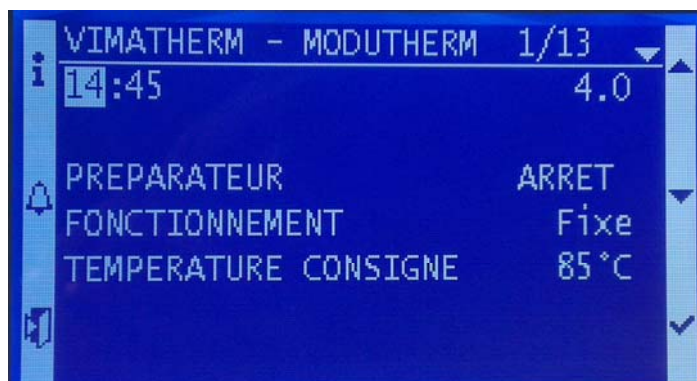 VIMATHERM - MODUTHERM 1/13
14:45 4.0
PREPARATEUR ARRET
FONCTIONNEMENT Fixe
TEMPERATURE CONSIGNE 85°C